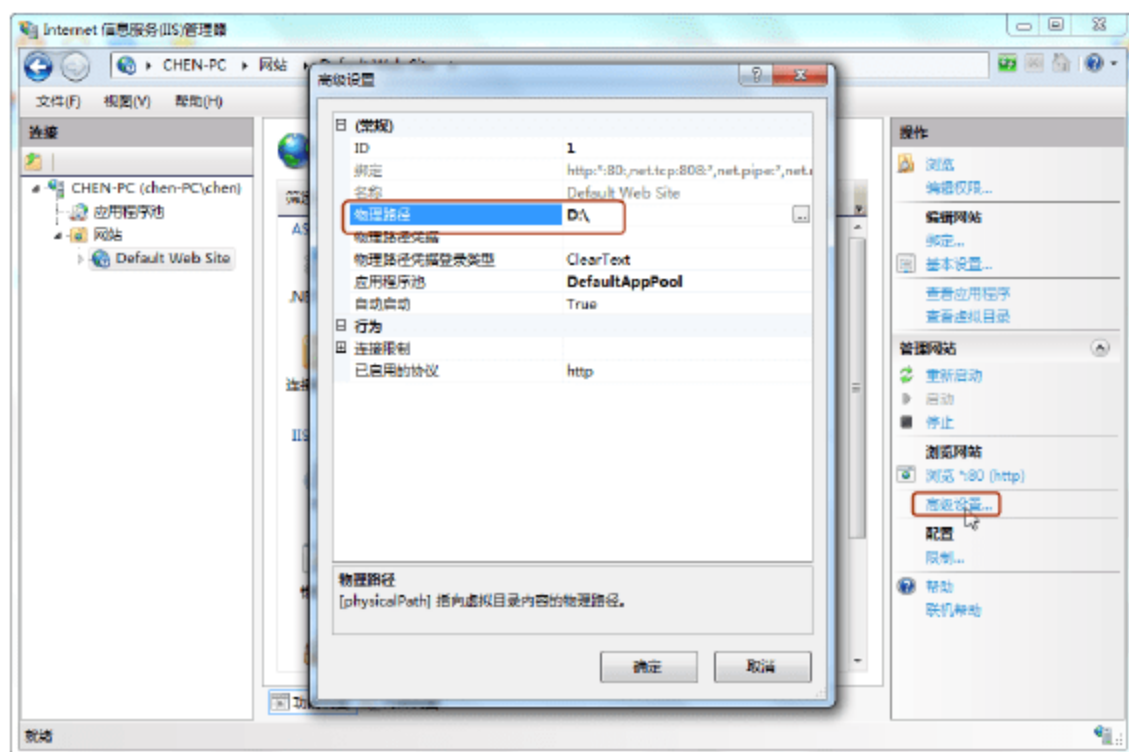 Internet 信息服务(IIS)管理器
CHEN-PC
网站
文件(F) 视图(V) 帮助(H)
连接
CHEN-PC (chen-PC\chen)
应用程序池
网站
Default Web Site
高级设置
(常规)
ID 1
绑定 http:*:80:,net.tcp:808:*,net.pipe:*,net.
名称 Default Web Site
物理路径 D:\
物理路径凭据
物理路径凭据登录类型 ClearText
应用程序池 DefaultAppPool
自动启动 True
行为
连接限制
已启用的协议 http
物理路径
[physicalPath] 指向虚拟目录内容的物理路径。
确定 取消
操作
浏览
编辑权限...
编辑网站
绑定...
基本设置...
查看应用程序
查看虚拟目录
管理网站
重新启动
启动
停止
浏览网站
浏览 *:80 (http)
高级设置...
配置
限制...
帮助
联机帮助
就绪